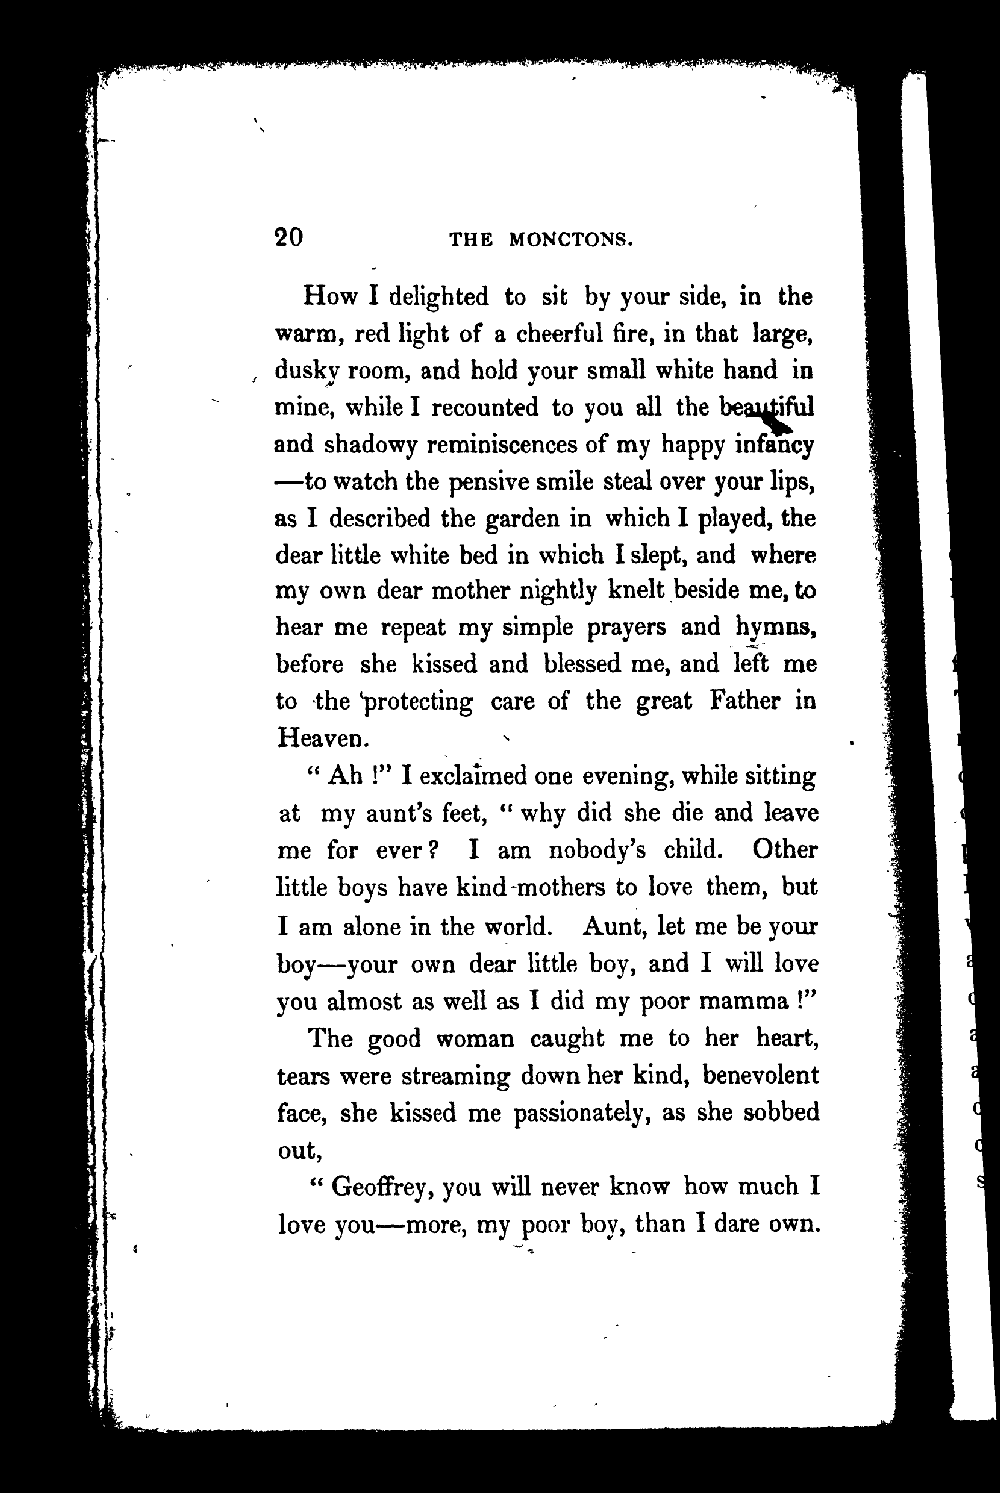 20 THE MONCTONS.
How I delighted to sit by your side, in the
warm, red light of a cheerful fire, in that large,
dusky room, and hold your small white hand in
mine, while I recounted to you all the beautiful
and shadowy reminiscences of my happy infancy
—to watch the pensive smile steal over your lips,
as I described the garden in which I played, the
dear little white bed in which I slept, and where
my own dear mother nightly knelt beside me, to
hear me repeat my simple prayers and hymns,
before she kissed and blessed me, and left me
to the protecting care of the great Father in
Heaven.
“ Ah !” I exclaimed one evening, while sitting
at my aunt’s feet, “ why did she die and leave
me for ever ? I am nobody’s child. Other
little boys have kind mothers to love them, but
I am alone in the world. Aunt, let me be your
boy—your own dear little boy, and I will love
you almost as well as I did my poor mamma !”
The good woman caught me to her heart,
tears were streaming down her kind, benevolent
face, she kissed me passionately, as she sobbed
out,
“ Geoffrey, you will never know how much I
love you—more, my poor boy, than I dare own.